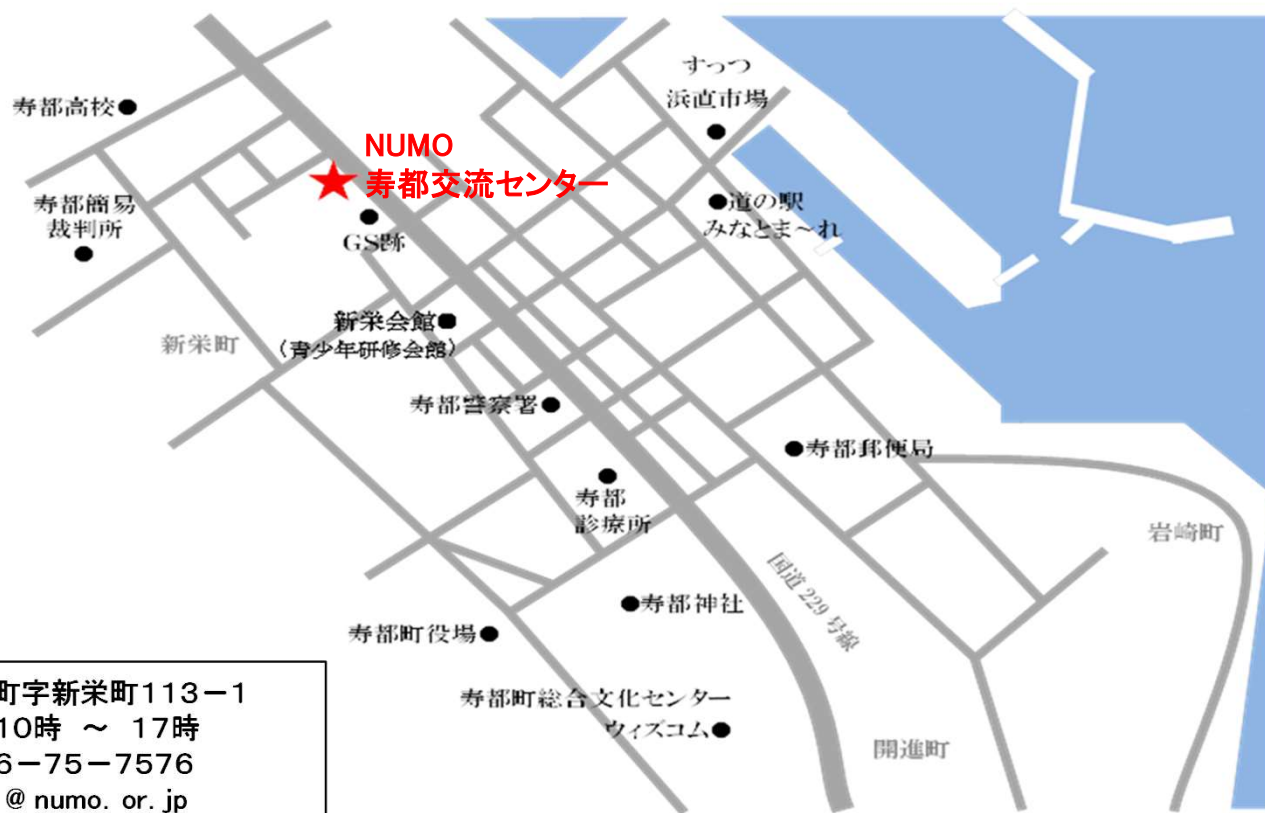 すっつ
浜直市場
寿都高校
NUMO
寿都交流センター
寿都簡易
裁判所
道の駅
みなとま~れ
GS跡
新栄会館
(青少年研修会館)
新栄町
寿都警察署
寿都郵便局
寿都
診療所
岩崎町
国道229号線
寿都神社
寿都町役場
寿都町総合文化センター
ウィズコム
開進町
町字新栄町113-1
10時 ~ 17時
6-75-7576
@ numo. or. jp